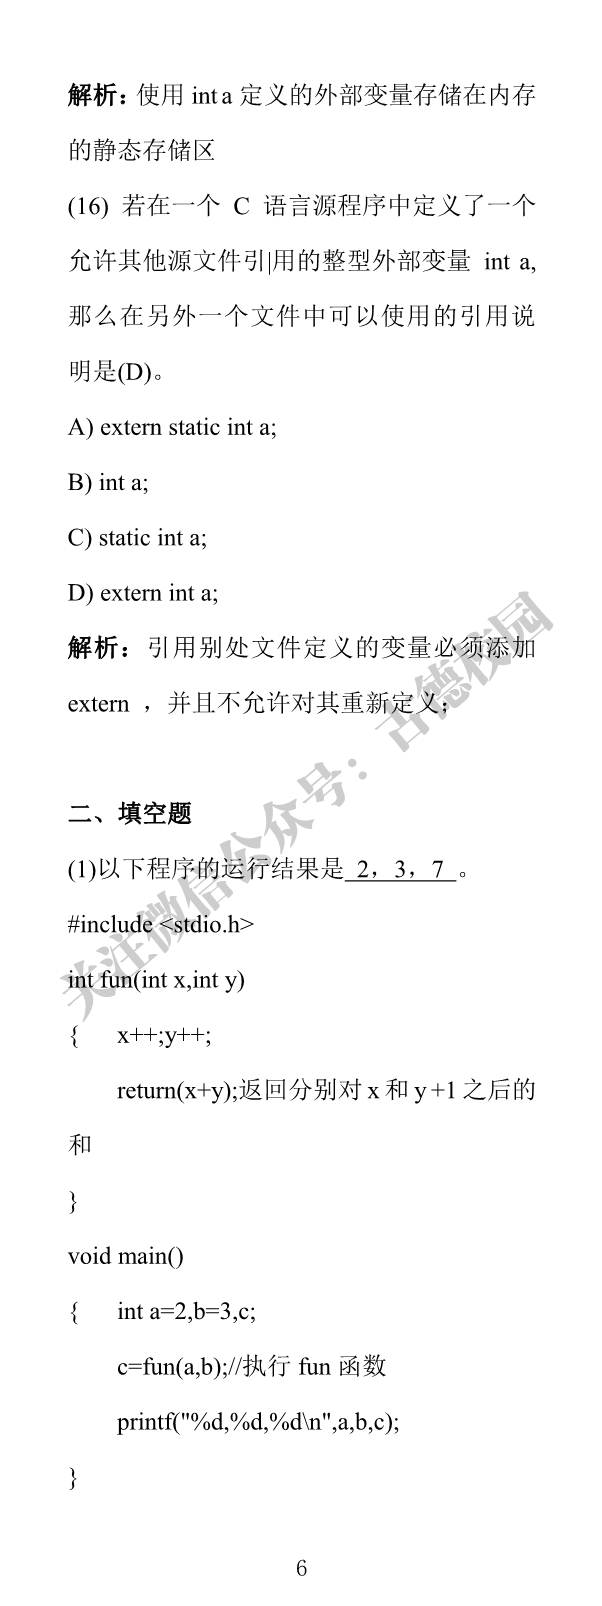 解析：使用 int a 定义的外部变量存储在内存
的静态存储区
(16) 若在一个 C 语言源程序中定义了一个
允许其他源文件引|用的整型外部变量 int a,
那么在另外一个文件中可以使用的引用说
明是(D)。
A) extern static int a;
B) int a;
C) static int a;
D) extern int a;
解析：引用别处文件定义的变量必须添加
extern ，并且不允许对其重新定义；
二、填空题
(1)以下程序的运行结果是 2，3，7 。
#include <stdio.h>
int fun(int x,int y)
{ x++;y++;
return(x+y);返回分别对 x 和 y +1 之后的
和
}
void main()
{ int a=2,b=3,c;
c=fun(a,b);//执行 fun 函数
printf("%d,%d,%d\n",a,b,c);
}
6
关注微信公众号：古德校园